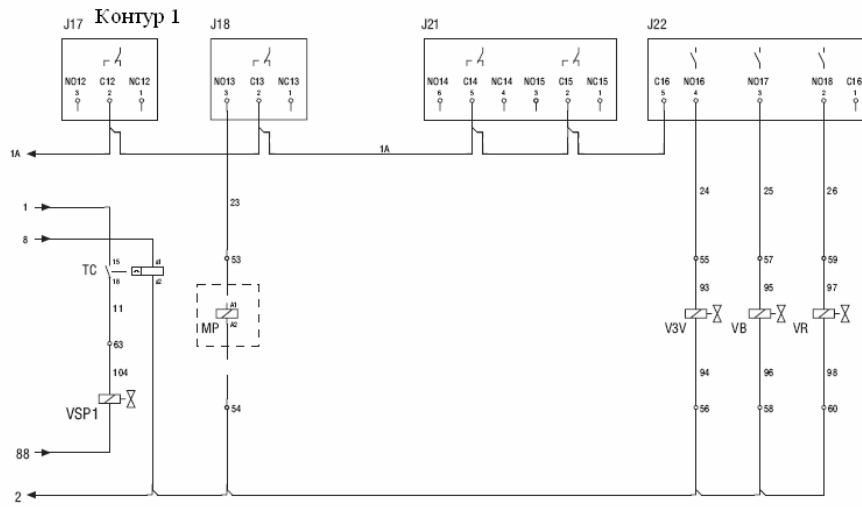 J17 Контур 1 J18 J21 J22
NO12 C12 NC12 NO13 C13 NC13 NO14 C14 NC14 NO15 C15 NC15 C16 NO16 NO17 NO18 C16
3 2 1 3 2 1 6 5 4 3 2 1 5 4 3 2 1
1A 1A
1 23 24 25 26
8
15 a1 53 55 57 59
TC
18 a2 93 95 97
11 A1
MP V3V VB VR
A2
63
104 94 96 98
VSP1 54 56 58 60
88
2